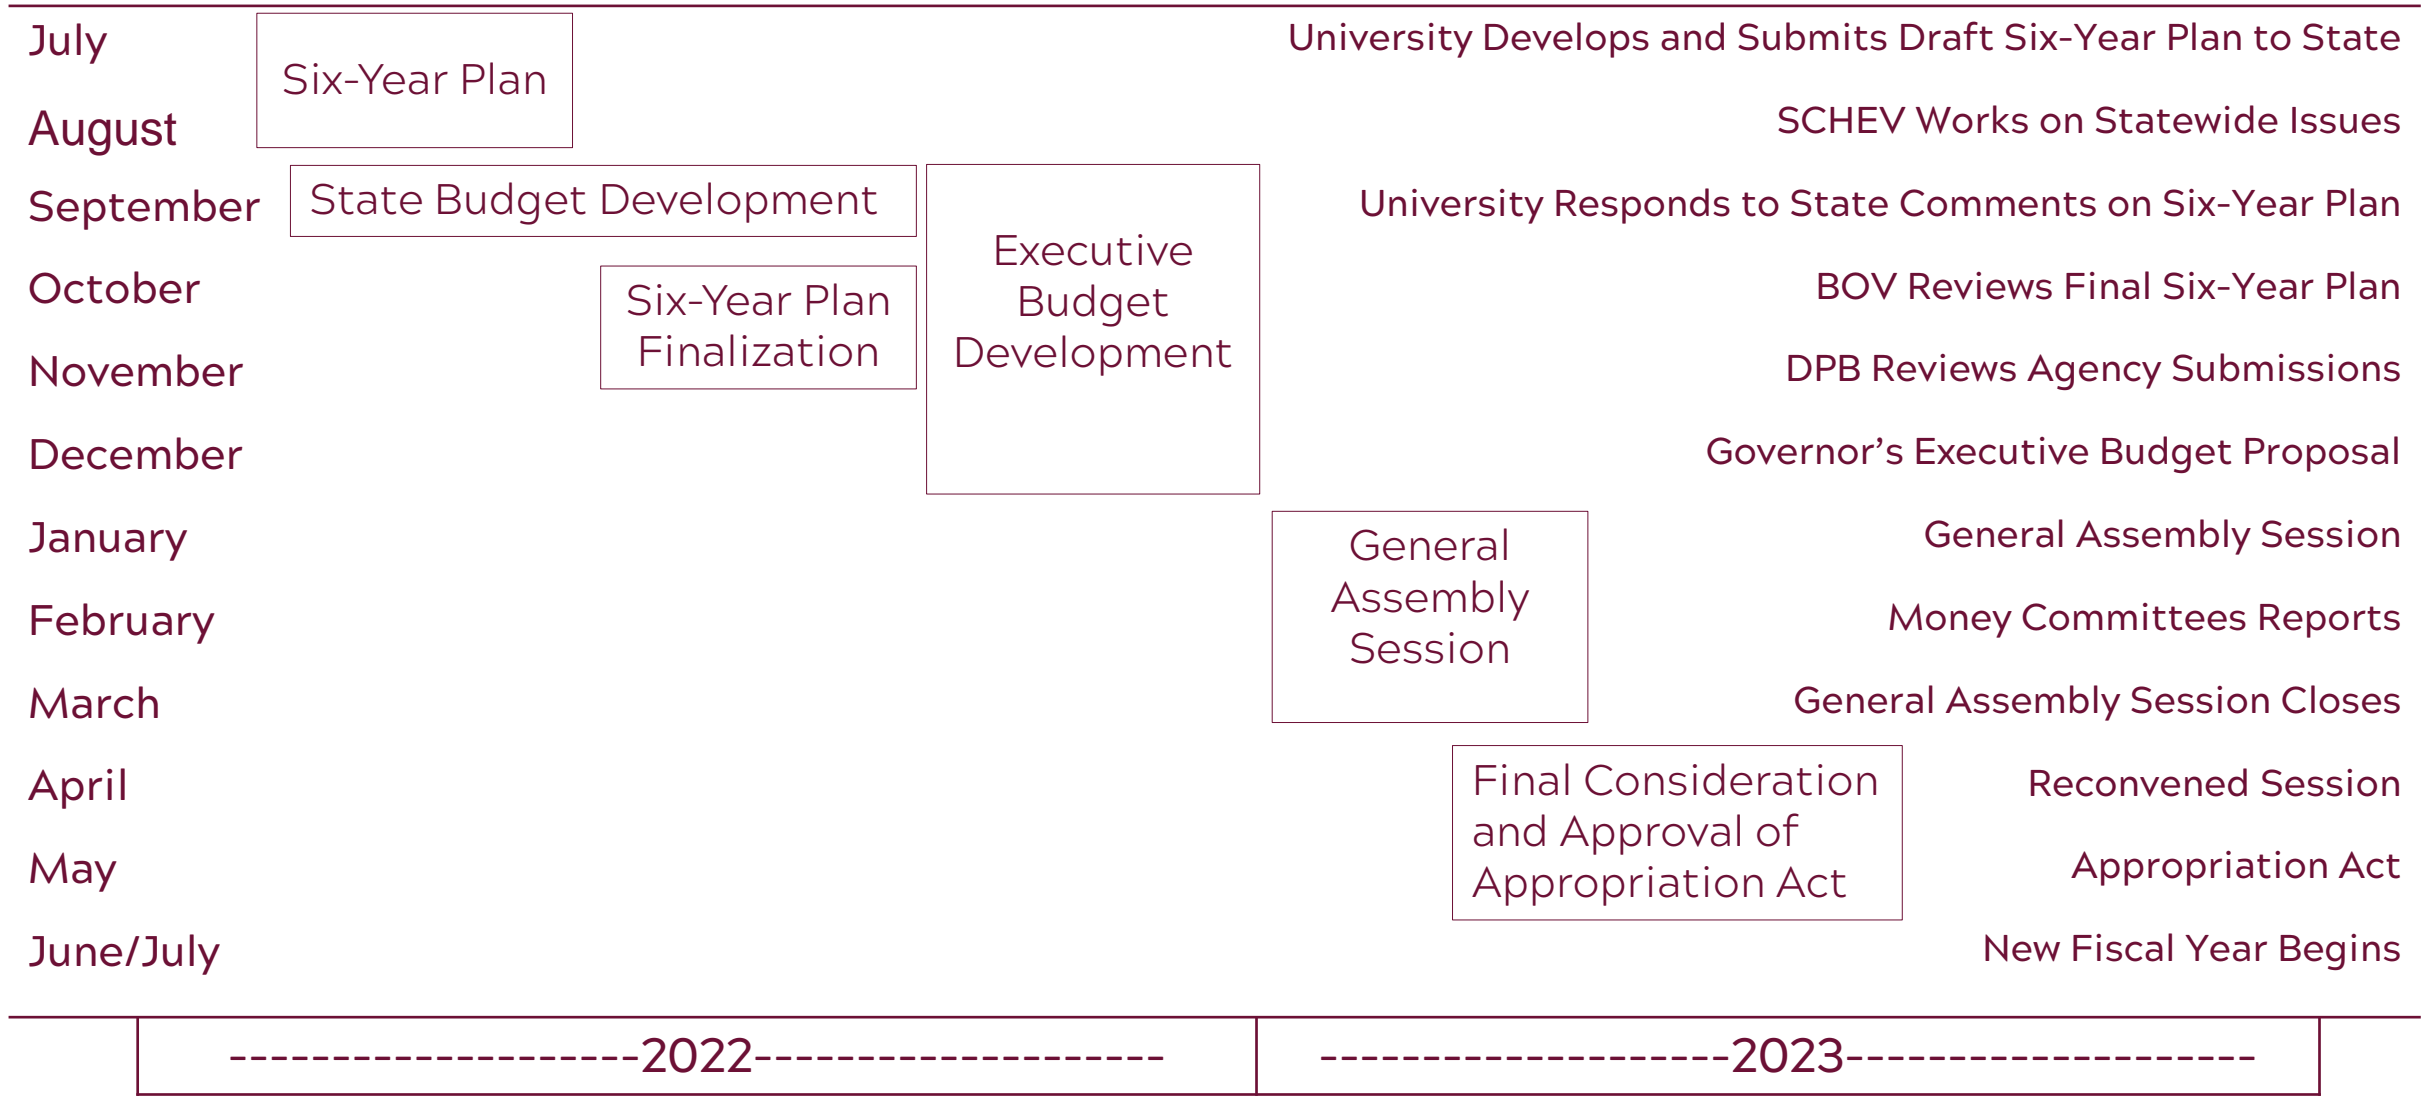 July
University Develops and Submits Draft Six-Year Plan to State
Six-Year Plan
August
SCHEV Works on Statewide Issues
September
State Budget Development
University Responds to State Comments on Six-Year Plan
Executive
Budget
Development
October
Six-Year Plan
Finalization
BOV Reviews Final Six-Year Plan
November
DPB Reviews Agency Submissions
December
Governor’s Executive Budget Proposal
January
General
Assembly
Session
General Assembly Session
February
Money Committees Reports
March
General Assembly Session Closes
April
Final Consideration
and Approval of
Appropriation Act
Reconvened Session
May
Appropriation Act
June/July
New Fiscal Year Begins
--------------------2022--------------------
--------------------2023--------------------